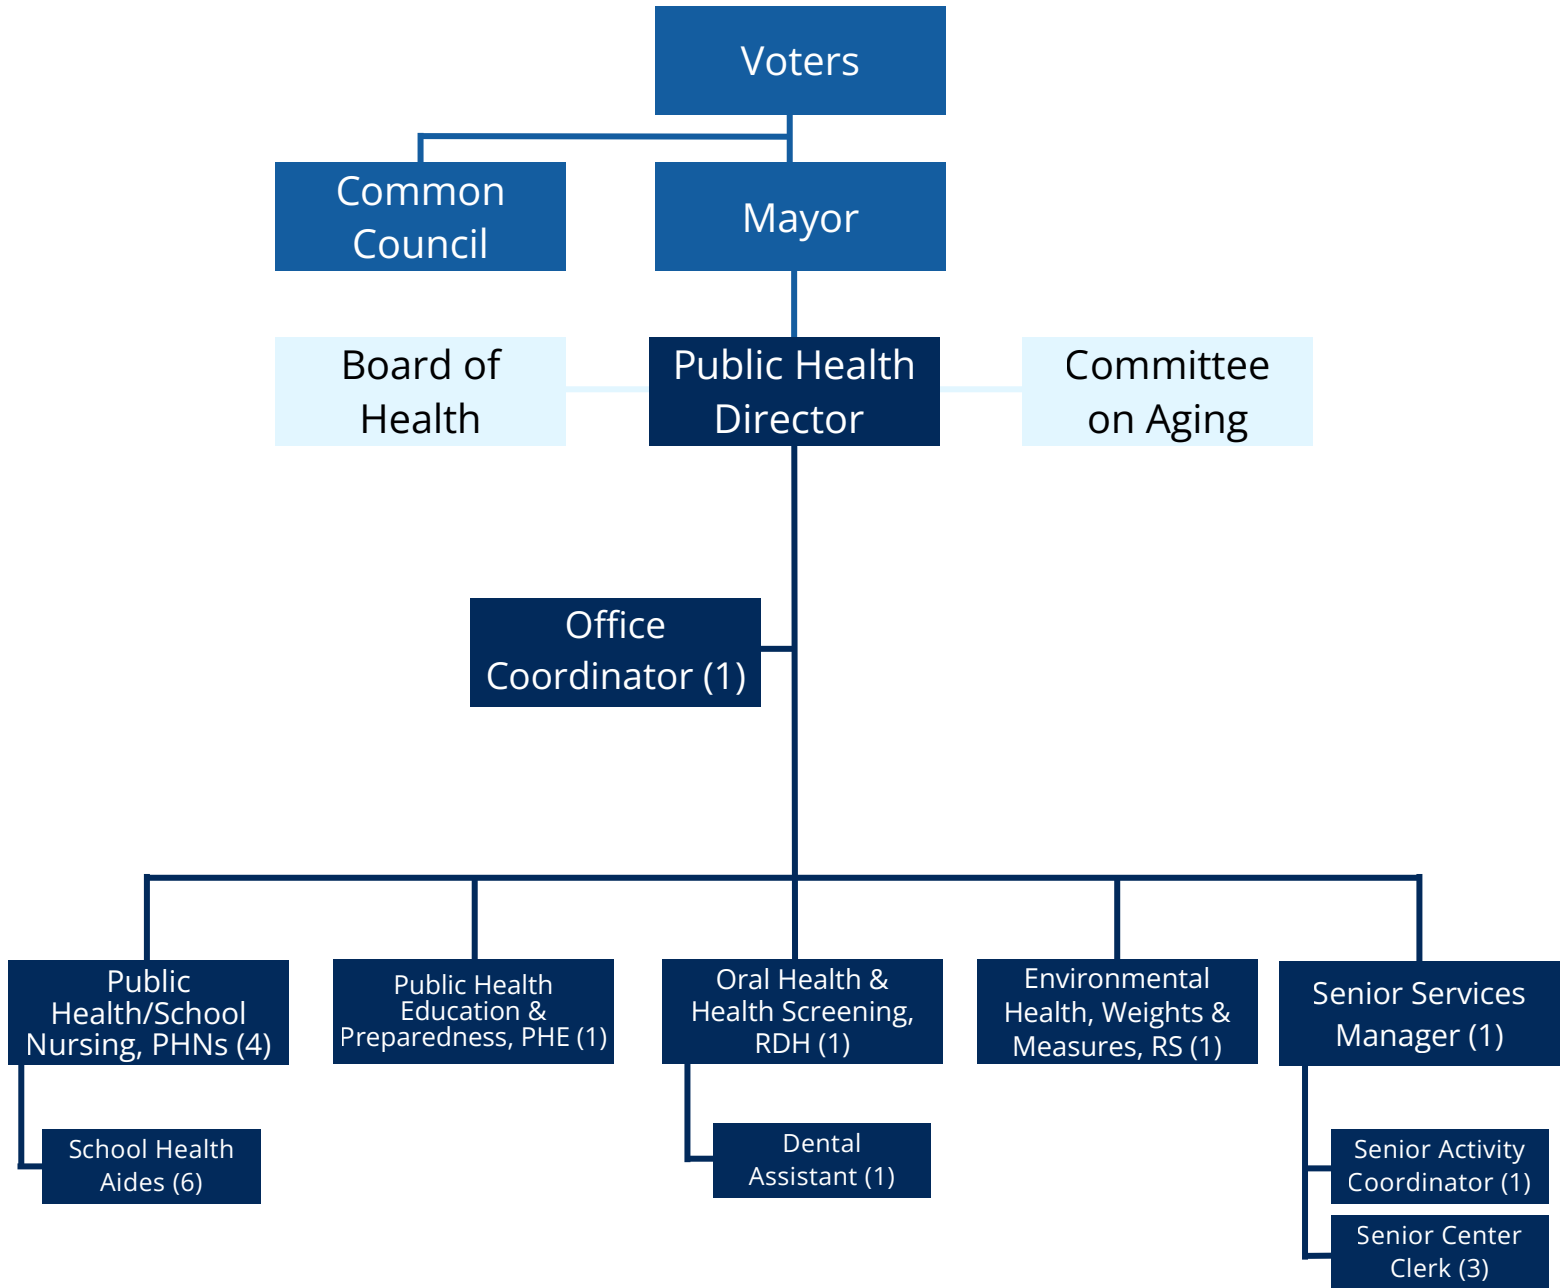 Voters
Common
Council
Mayor
Board of
Health
Public Health
Director
Committee
on Aging
Office
Coordinator (1)
Public
Health/School
Nursing, PHNs (4)
Public Health
Education &
Preparedness, PHE (1)
Oral Health &
Health Screening,
RDH (1)
Environmental
Health, Weights &
Measures, RS (1)
Senior Services
Manager (1)
School Health
Aides (6)
Dental
Assistant (1)
Senior Activity
Coordinator (1)
Senior Center
Clerk (3)